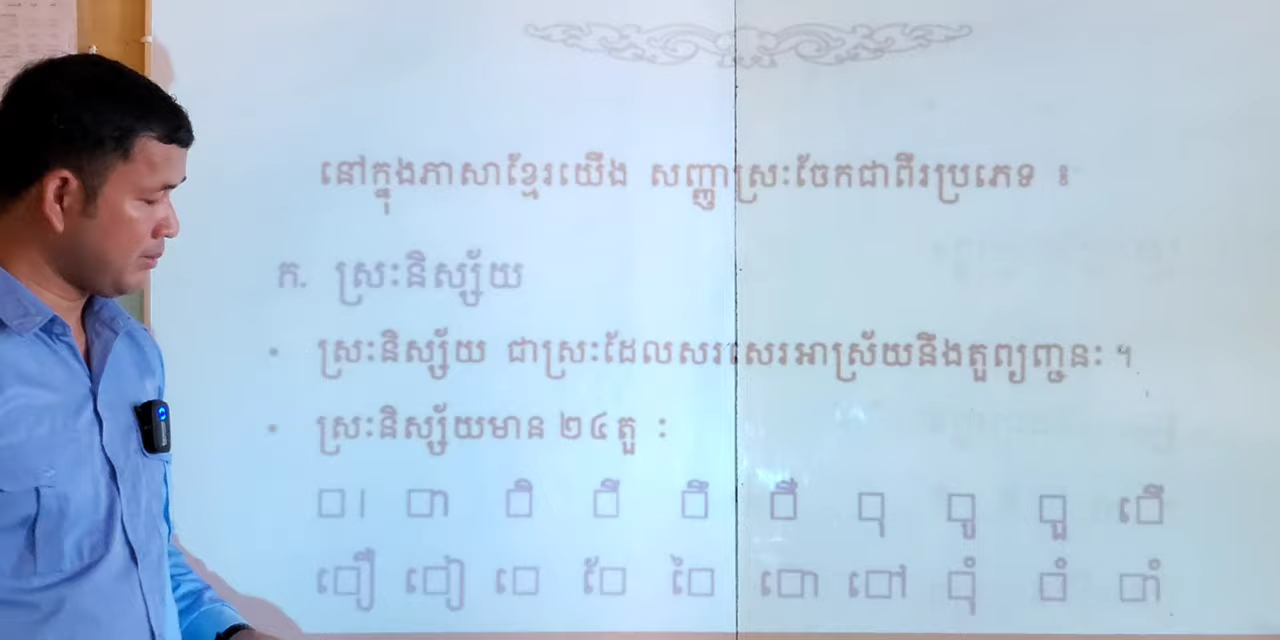 នៅក្នុងភាសាខ្មែរយើង សញ្ញាស្រៈចែកជាពីរប្រភេទ ៖
ក. ស្រៈនិស្ស័យ
• ស្រៈនិស្ស័យ ជាស្រៈដែលសរសេរអាស្រ័យនឹងតួព្យញ្ជនៈ ។
• ស្រៈនិស្ស័យមាន ២៤តួ ៈ
□។ □ា □ិ □ី □ឹ □ឺ □ុ □ូ □ួ □ើ
□ឿ □ៀ □េ □ែ □ៃ □ោ □ៅ □ុំ □ំ □ាំ